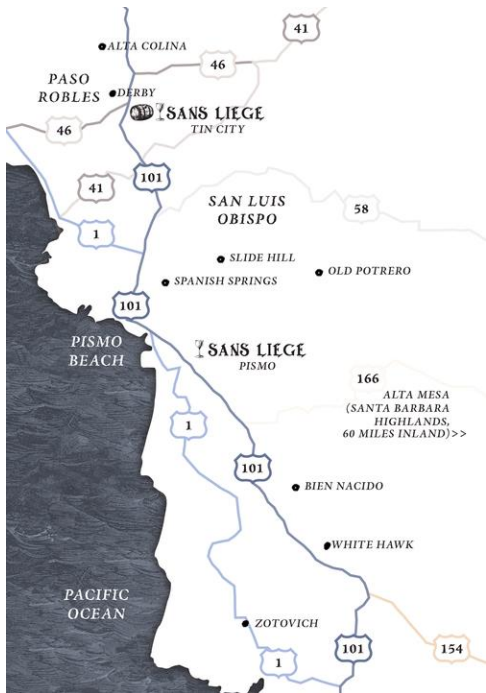 41
ALTA COLINA
46
PASO
ROBLES
DERBY
SANS LIEGE
TIN CITY
46
101
41
SAN LUIS
OBISPO
58
1
SLIDE HILL
OLD POTRERO
SPANISH SPRINGS
101
PISMO
BEACH
SANS LIEGE
PISMO
166
ALTA MESA
(SANTA BARBARA
HIGHLANDS,
60 MILES INLAND)>>
1
101
BIEN NACIDO
WHITE HAWK
PACIFIC
OCEAN
ZOTOVICH
101
154
1